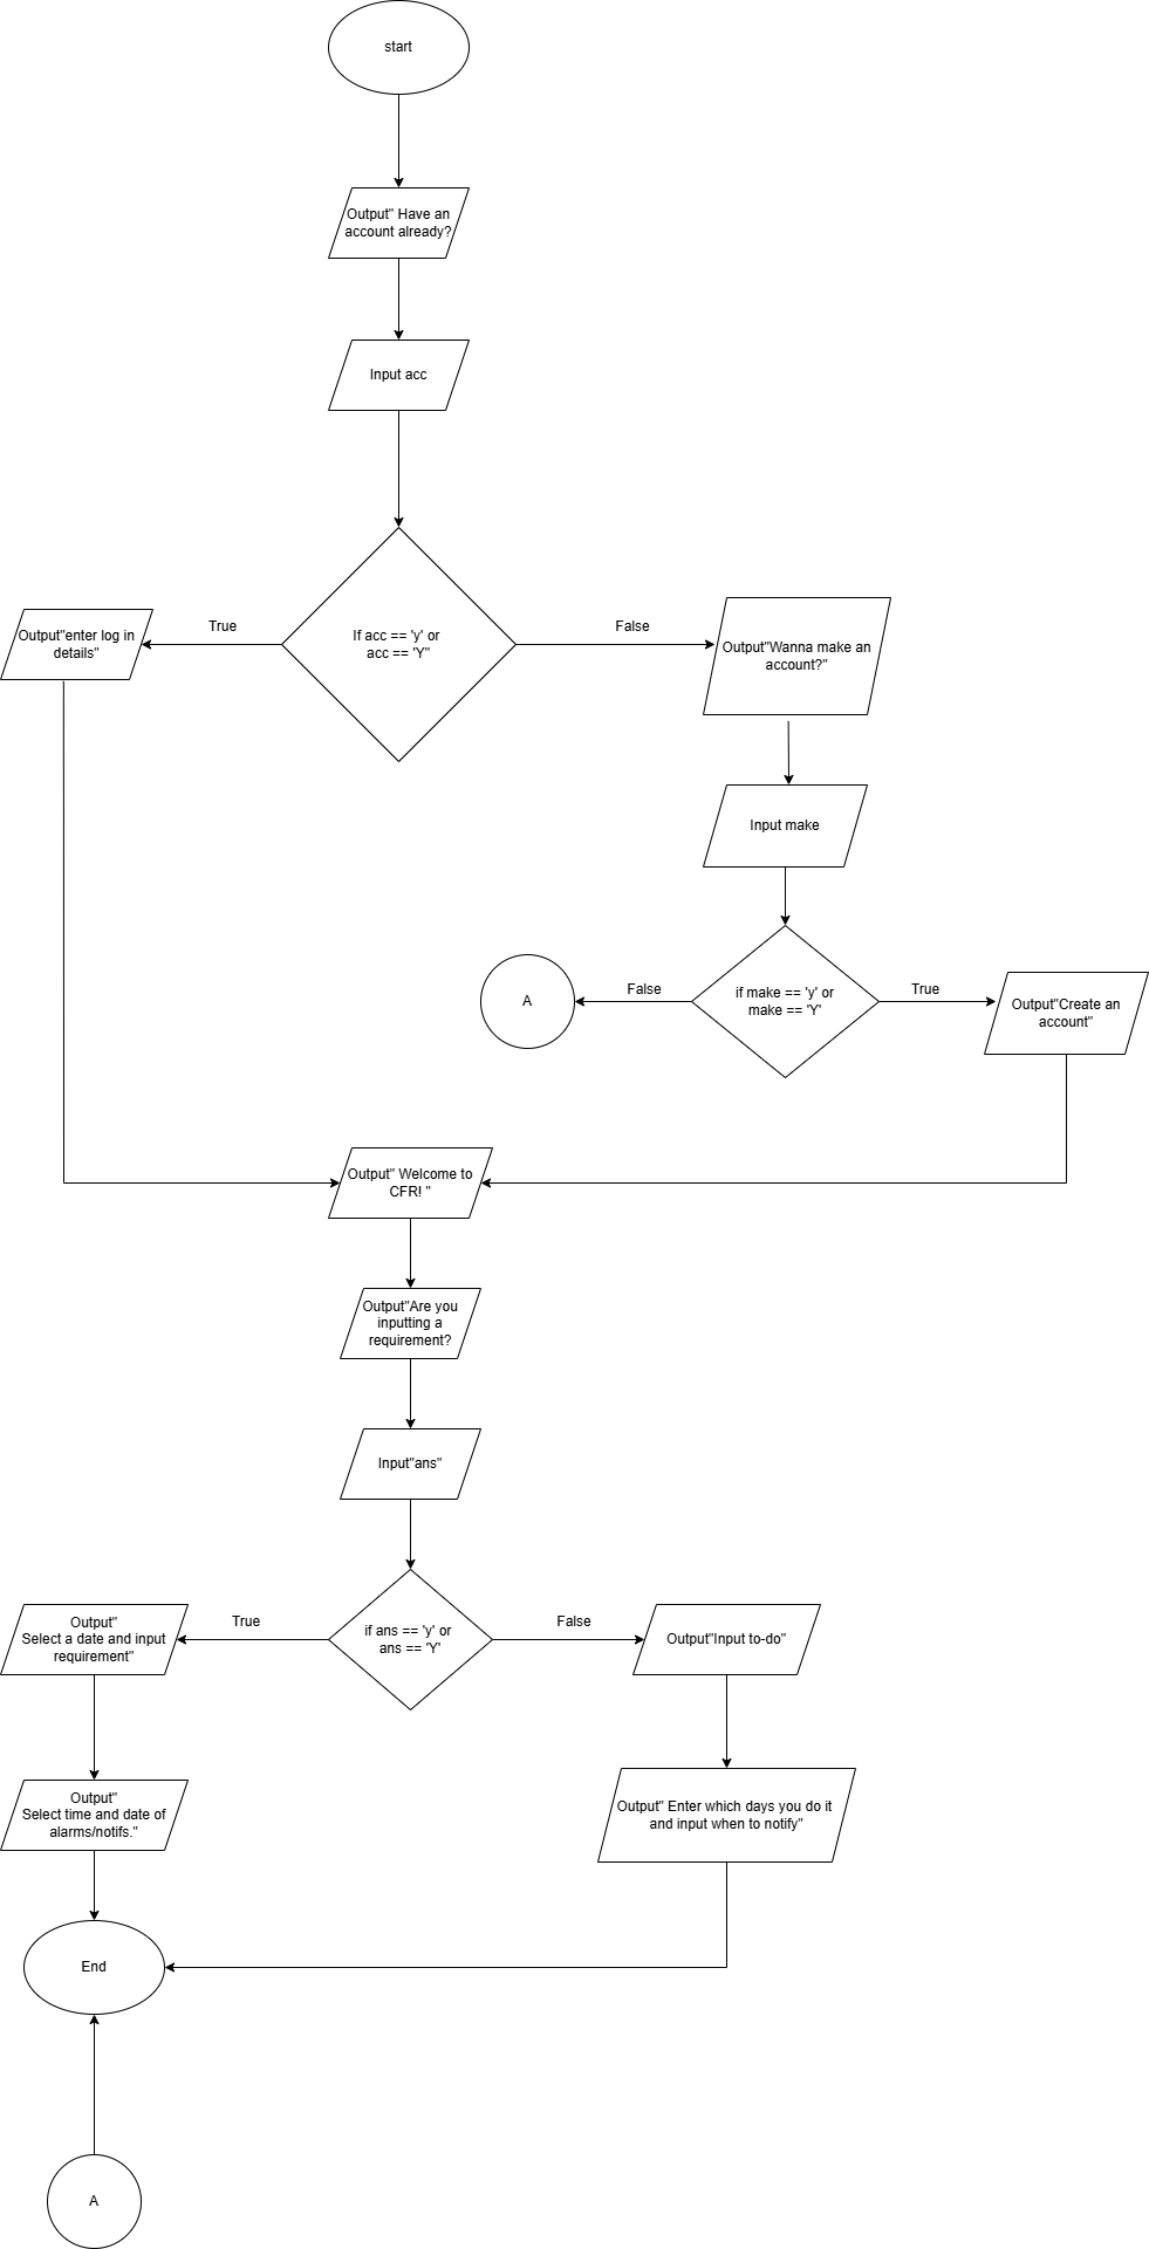 start
Output" Have an
account already?
Input acc
If acc == 'y' or
acc == 'Y"
True
False
Output"enter log in
details"
Output"Wanna make an
account?"
Input make
if make == 'y' or
make == 'Y'
False
True
A
Output"Create an
account"
Output" Welcome to
CFR! "
Output"Are you
inputting a
requirement?
Input"ans"
if ans == 'y' or
ans == 'Y'
True
False
Output"
Select a date and input
requirement"
Output"Input to-do"
Output"
Select time and date of
alarms/notifs."
Output" Enter which days you do it
and input when to notify"
End
A